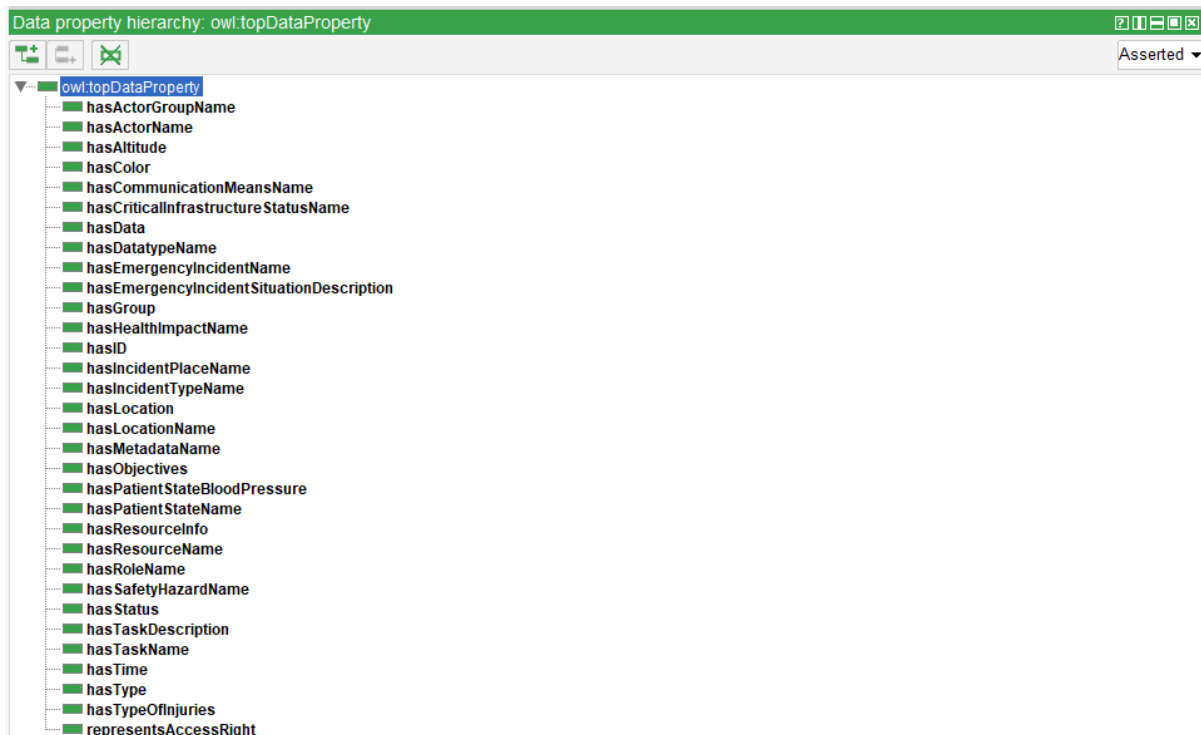 Data property hierarchy: owl:topDataProperty
Asserted
owl:topDataProperty
hasActorGroupName
hasActorName
hasAltitude
hasColor
hasCommunicationMeansName
hasCriticalInfrastructureStatusName
hasData
hasDatatypeName
hasEmergencyIncidentName
hasEmergencyIncidentSituationDescription
hasGroup
hasHealthImpactName
hasID
hasIncidentPlaceName
hasIncidentTypeName
hasLocation
hasLocationName
hasMetadataName
hasObjectives
hasPatientStateBloodPressure
hasPatientStateName
hasResourceInfo
hasResourceName
hasRoleName
hasSafetyHazardName
hasStatus
hasTaskDescription
hasTaskName
hasTime
hasType
hasTypeOfInjuries
representsAccessRight